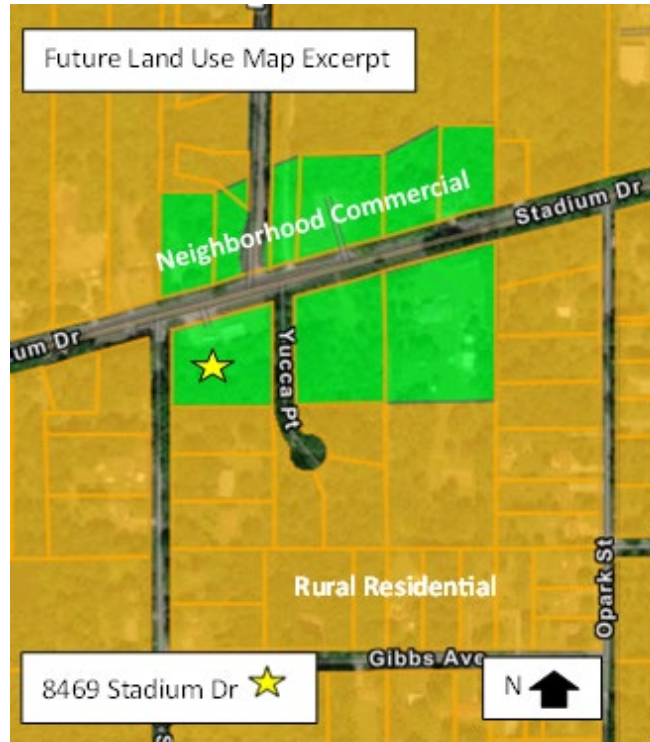 Future Land Use Map Excerpt
Neighborhood Commercial
Stadium Dr
um Dr
Yucca Pt
Rural Residential
Opark St
Gibbs Ave
8469 Stadium Dr
N
S